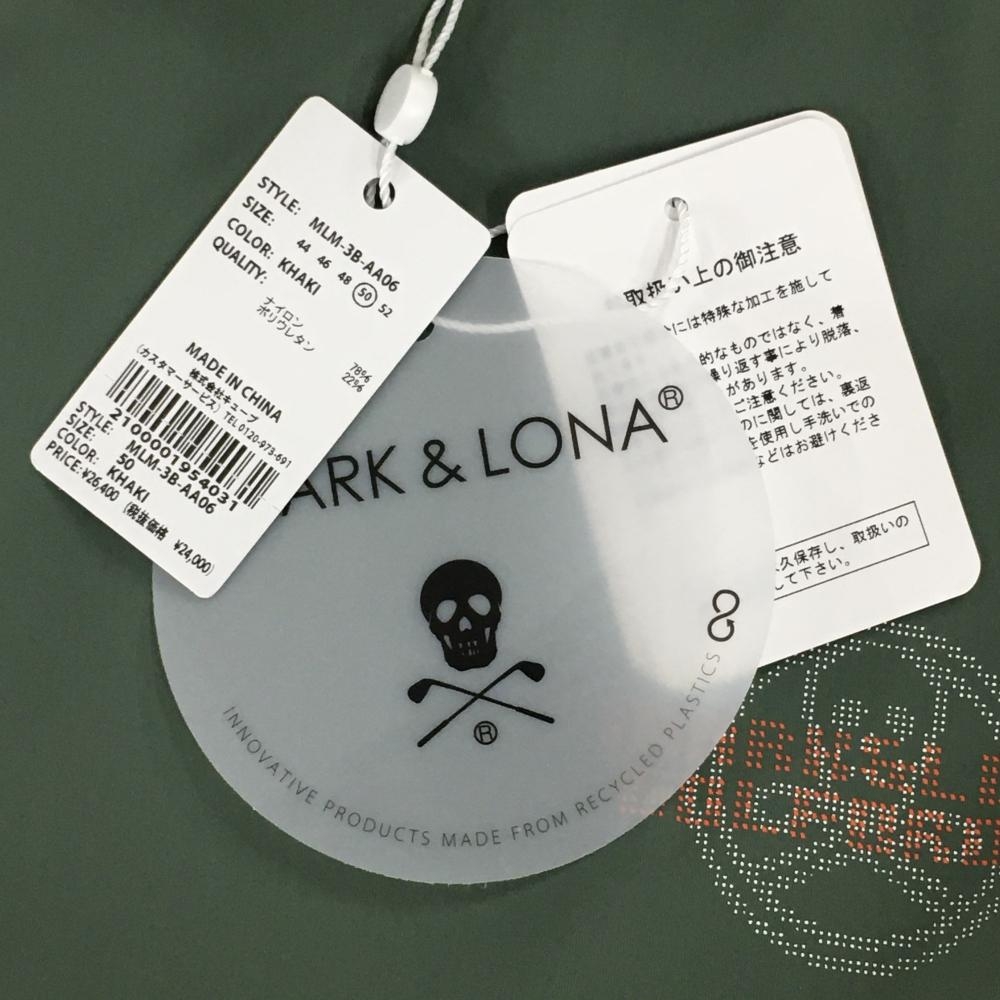 STYLE: MLM-3B-AA06
SIZE: 44 46 48 50 52
COLOR: KHAKI
QUALITY:
ナイロン 78%
ポリウレタン 22%
MADE IN CHINA
株式会社キューブ
(カスタマーサービス) TEL 0120-973-691
2100001954031
STYLE: MLM-3B-AA06
SIZE: 50
COLOR: KHAKI
PRICE: ¥26,400 (税抜価格 ¥24,000)
ARK & LONA®
®
INNOVATIVE PRODUCTS MADE FROM RECYCLED PLASTICS
取扱い上の御注意
には特殊な加工を施して
的なものではなく、着
繰り返す事により脱落、
があります。
ご注意ください。
のに関しては、裏返
を使用し手洗いでの
などはお避けくださ
久保存し、取扱いの
して下さい。